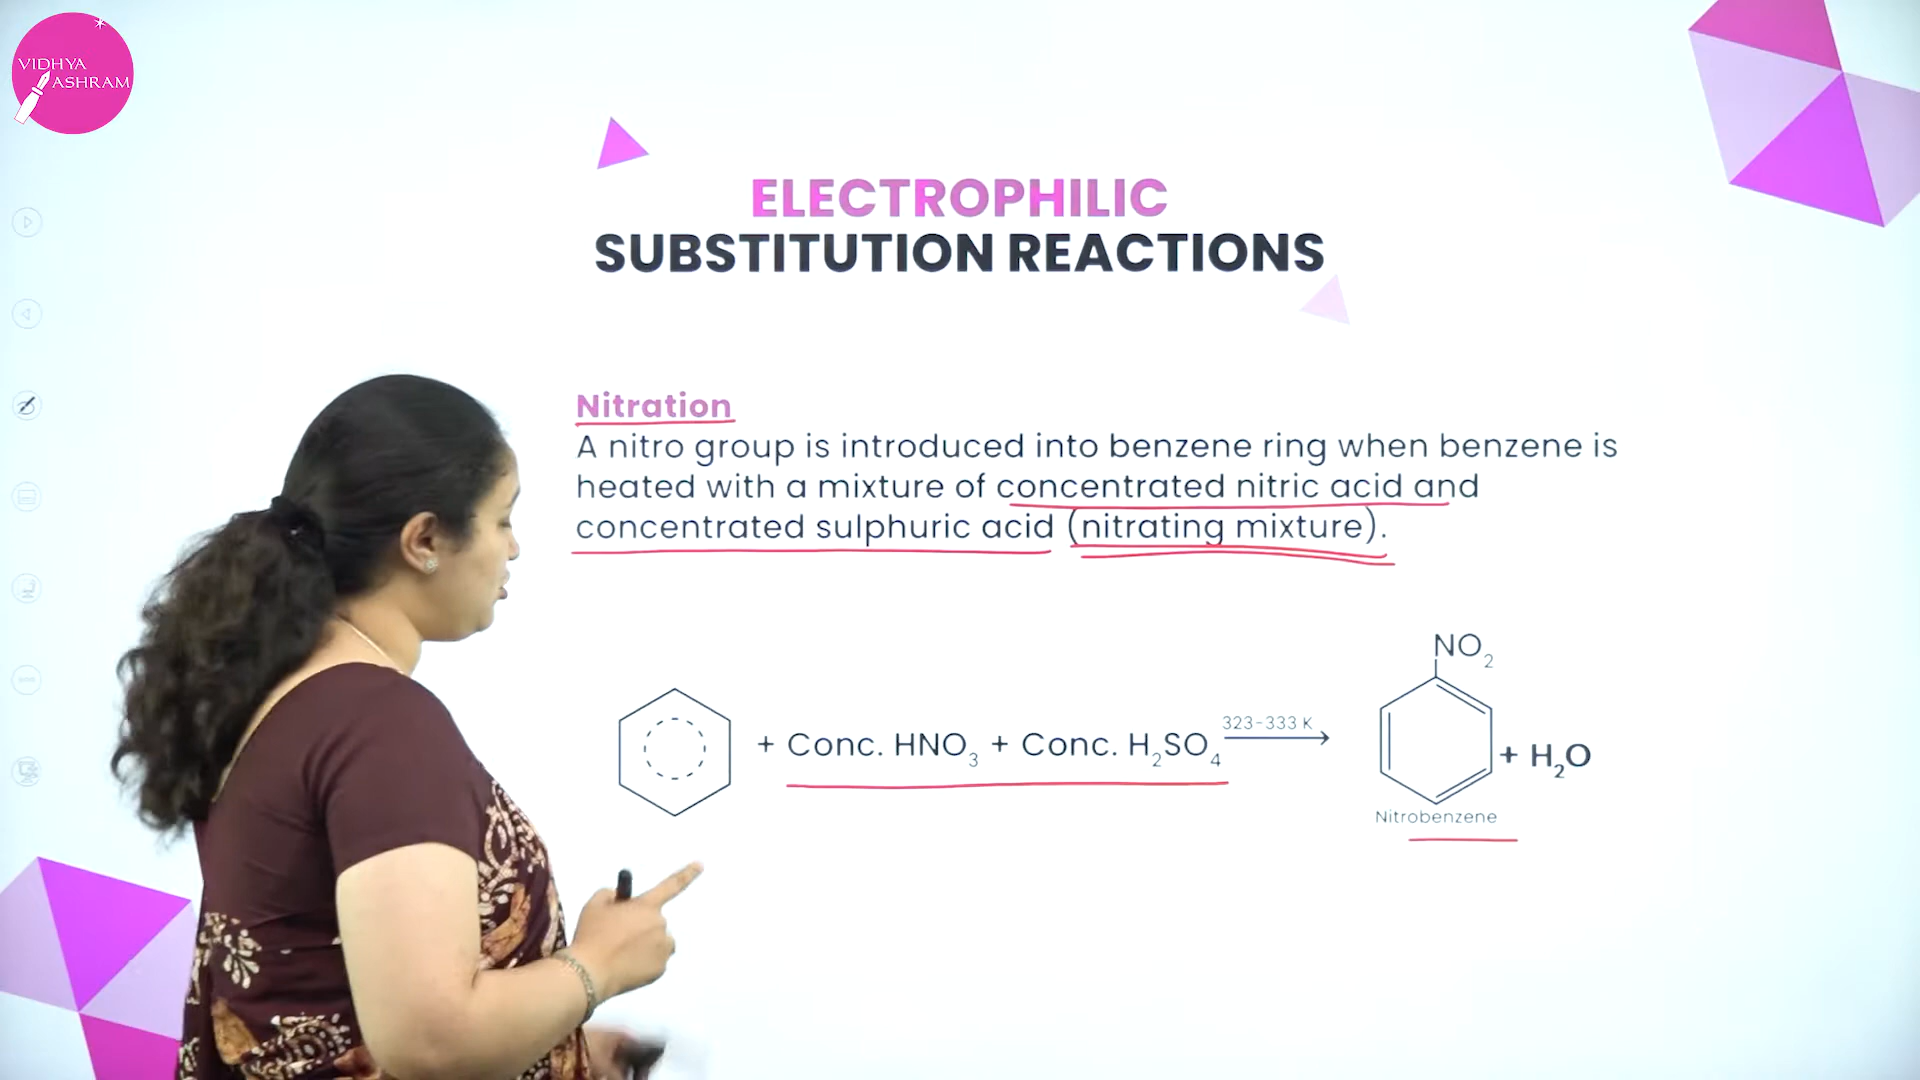 VIDHYA
ASHRAM
ELECTROPHILIC
SUBSTITUTION REACTIONS
Nitration
A nitro group is introduced into benzene ring when benzene is
heated with a mixture of concentrated nitric acid and
concentrated sulphuric acid (nitrating mixture).
NO₂
+ Conc. HNO₃ + Conc. H₂SO₄ 323-333 K
+ H₂O
Nitrobenzene